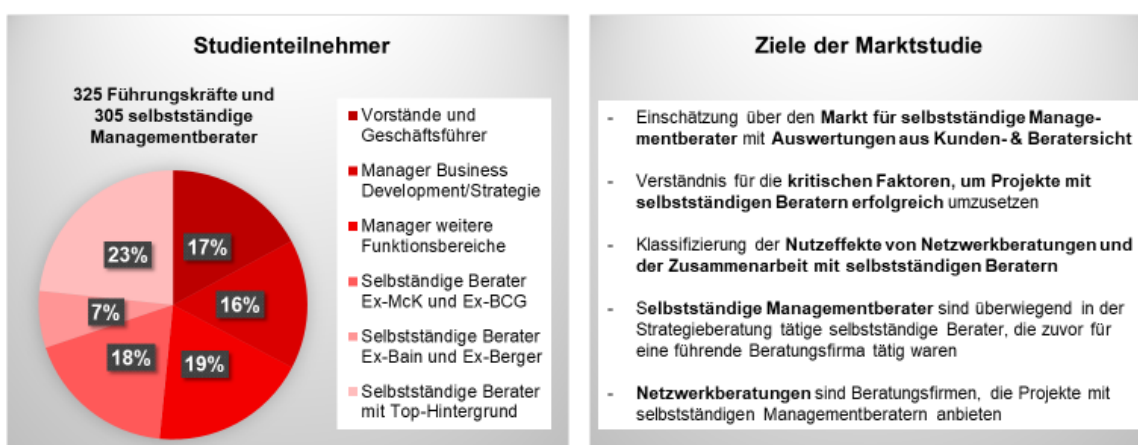 Studienteilnehmer
325 Führungskräfte und
305 selbstständige
Managementberater
23%
17%
16%
7%
18%
19%
Vorstände und
Geschäftsführer
Manager Business
Development/Strategie
Manager weitere
Funktionsbereiche
Selbständige Berater
Ex-McK und Ex-BCG
Selbstständige Berater
Ex-Bain und Ex-Berger
Selbstständige Berater
mit Top-Hintergrund
Ziele der Marktstudie
- Einschätzung über den Markt für selbstständige Manage-
mentberater mit Auswertungen aus Kunden- & Beratersicht
- Verständnis für die kritischen Faktoren, um Projekte mit
selbstständigen Beratern erfolgreich umzusetzen
- Klassifizierung der Nutzeffekte von Netzwerkberatungen und
der Zusammenarbeit mit selbstständigen Beratern
- Selbstständige Managementberater sind überwiegend in der
Strategieberatung tätige selbstständige Berater, die zuvor für
eine führende Beratungsfirma tätig waren
- Netzwerkberatungen sind Beratungsfirmen, die Projekte mit
selbstständigen Managementberatern anbieten